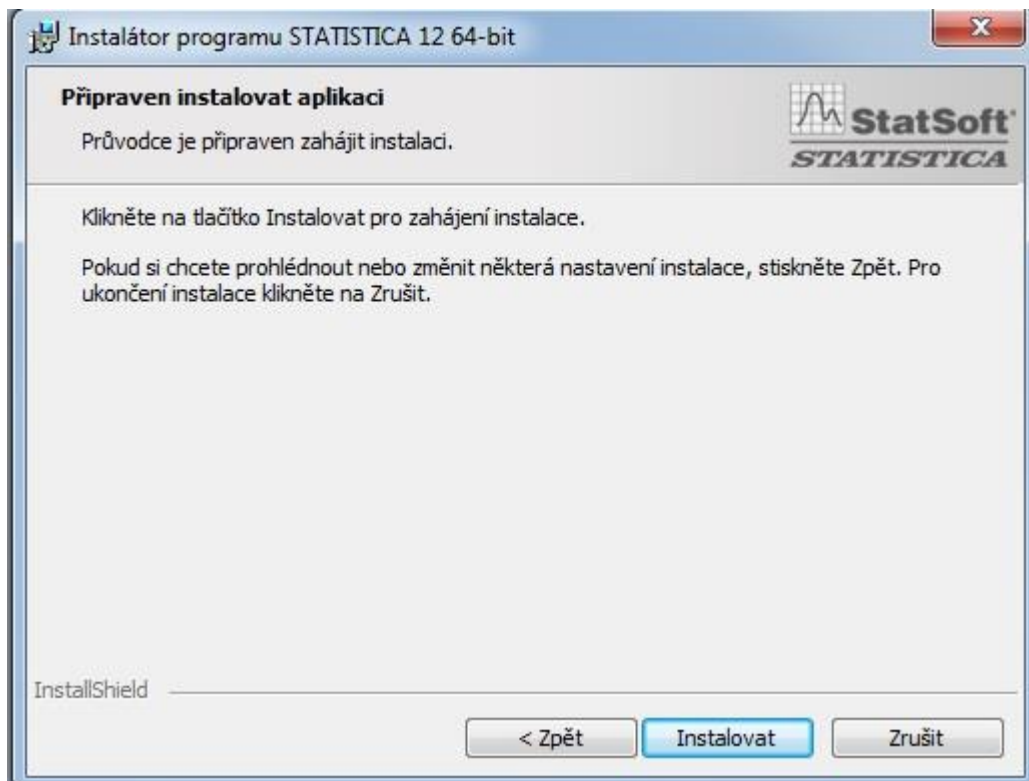 Instalátor programu STATISTICA 12 64-bit
Připraven instalovat aplikaci
Průvodce je připraven zahájit instalaci.
StatSoft
STATISTICA
Klikněte na tlačítko Instalovat pro zahájení instalace.
Pokud si chcete prohlédnout nebo změnit některá nastavení instalace, stiskněte Zpět. Pro
ukončení instalace klikněte na Zrušit.
InstallShield
< Zpět
Instalovat
Zrušit